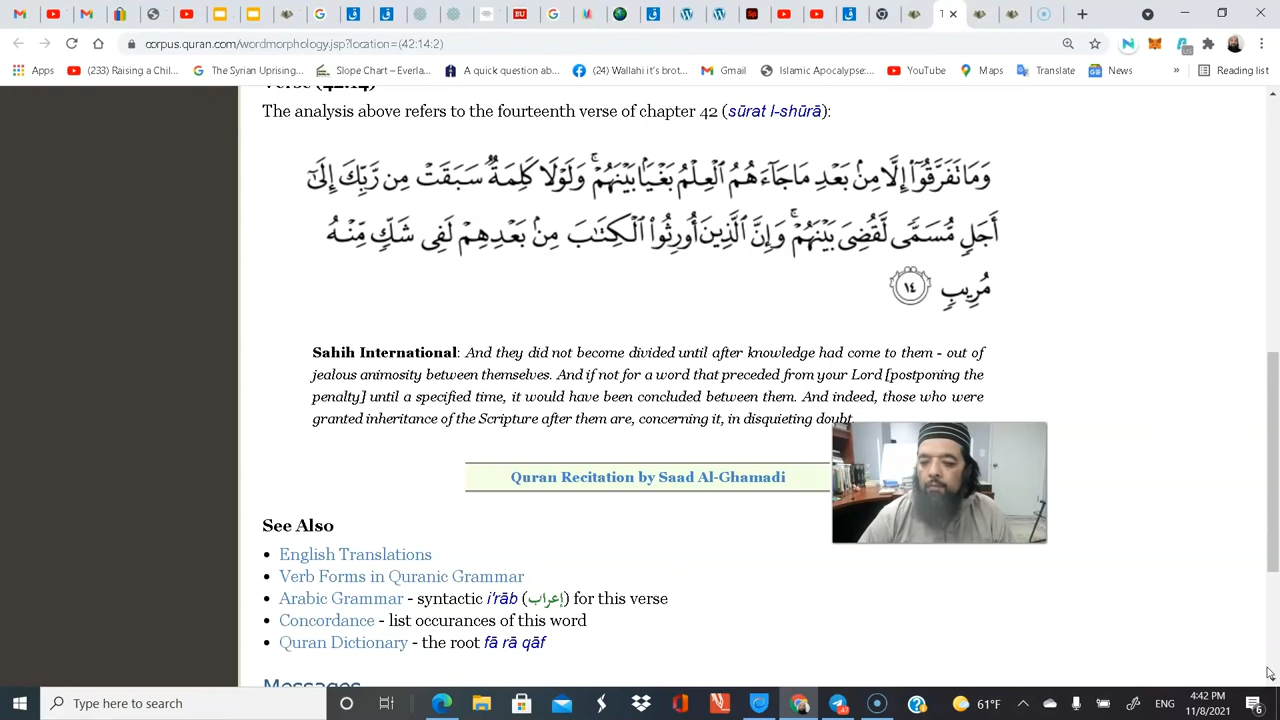 corpus.quran.com/wordmorphology.jsp?location=(42:14:2)
Apps
(233) Raising a Chil...
The Syrian Uprising...
Slope Chart – Everla...
A quick question ab...
(24) Wallahi it's brot...
Gmail
Islamic Apocalypse:...
YouTube
Maps
Translate
News
»
Reading list
Verse (42:14)
The analysis above refers to the fourteenth verse of chapter 42 (sūrat l-shūrā):
وَمَا تَفَرَّقُوٓا۟ إِلَّا مِنۢ بَعْدِ مَا جَآءَهُمُ ٱلْعِلْمُ بَغْيًۢا بَيْنَهُمْ ۚ وَلَوْلَا كَلِمَةٌ سَبَقَتْ مِن رَّبِّكَ إِلَىٰٓ
أَجَلٍ مُّسَمًّى لَّقُضِىَ بَيْنَهُمْ ۚ وَإِنَّ ٱلَّذِينَ أُورِثُوا۟ ٱلْكِتَٰبَ مِنۢ بَعْدِهِمْ لَفِى شَكٍّ مِّنْهُ
مُرِيبٍ ١٤
Sahih International: And they did not become divided until after knowledge had come to them - out of
jealous animosity between themselves. And if not for a word that preceded from your Lord [postponing the
penalty] until a specified time, it would have been concluded between them. And indeed, those who were
granted inheritance of the Scripture after them are, concerning it, in disquieting doubt.
Quran Recitation by Saad Al-Ghamadi
See Also
• English Translations
• Verb Forms in Quranic Grammar
• Arabic Grammar - syntactic i'rāb (إعراب) for this verse
• Concordance - list occurances of this word
• Quran Dictionary - the root fā rā qāf
Messages
Type here to search
61°F
ENG
4:42 PM
11/8/2021